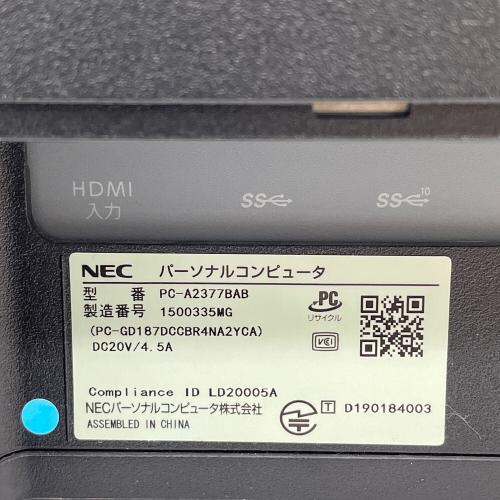 HDMI
入力
SS
SS 10
NEC パーソナルコンピュータ
型 番 PC-A2377BAB
製造番号 1500335MG
(PC-GD187DCCBR4NA2YCA)
DC20V/4.5A
PC
リサイクル
VCI
Compliance ID LD20005A
NECパーソナルコンピュータ株式会社
ASSEMBLED IN CHINA
T D190184003